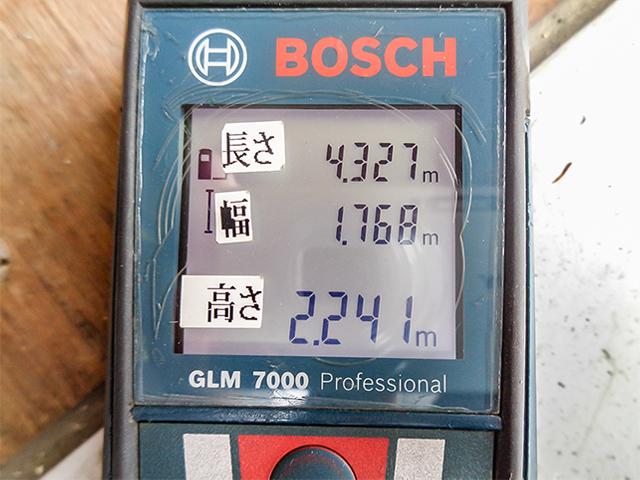 BOSCH
長さ 4.327 m
幅 1.768 m
高さ 2.241 m
GLM 7000 Professional